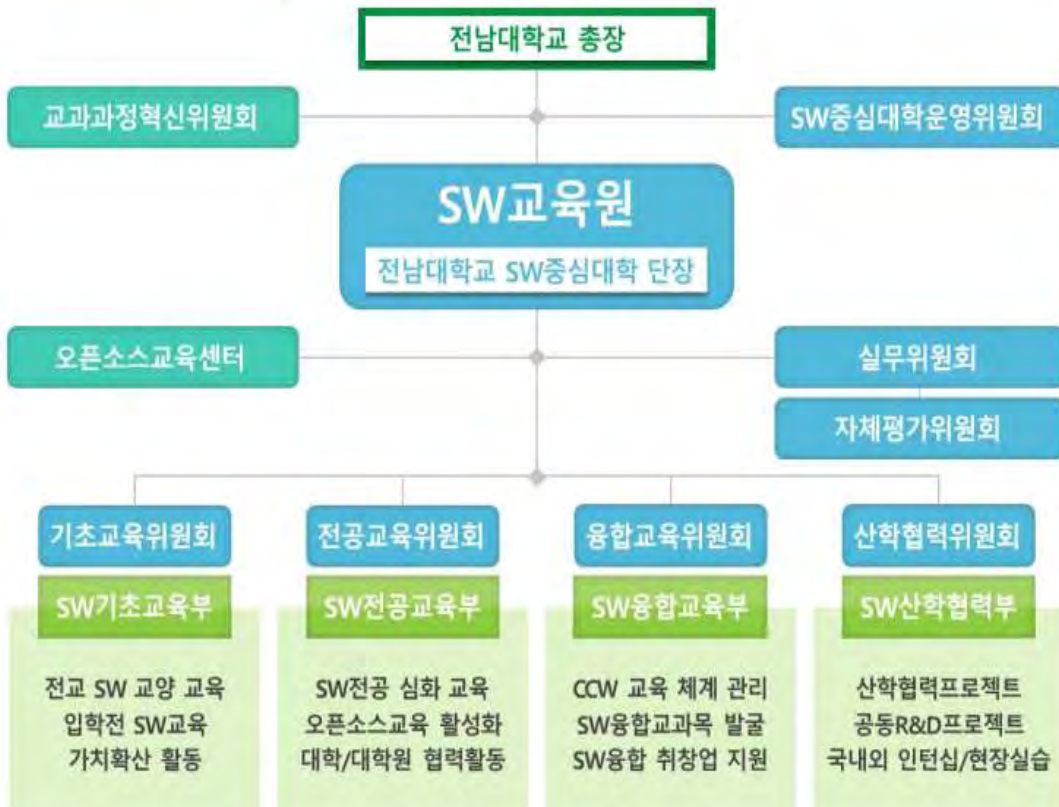 전남대학교 총장
교과과정혁신위원회
SW중심대학운영위원회
SW교육원
전남대학교 SW중심대학 단장
오픈소스교육센터
실무위원회
자체평가위원회
기초교육위원회
전공교육위원회
융합교육위원회
산학협력위원회
SW기초교육부
SW전공교육부
SW융합교육부
SW산학협력부
전교 SW 교양 교육
입학전 SW교육
가치확산 활동
SW전공 심화 교육
오픈소스교육 활성화
대학/대학원 협력활동
CCW 교육 체계 관리
SW융합교과목 발굴
SW융합 취창업 지원
산학협력프로젝트
공동R&D프로젝트
국내외 인턴십/현장실습